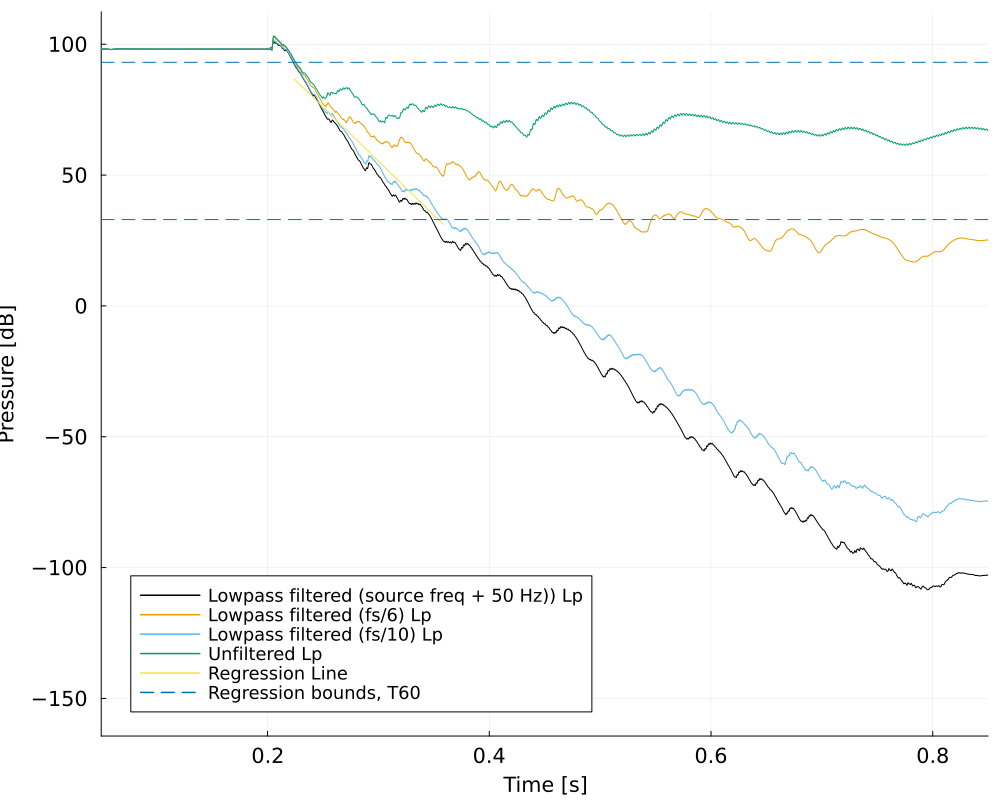 100
50
0
−50
−100
−150
Pressure [dB]
Lowpass filtered (source freq + 50 Hz)) Lp
Lowpass filtered (fs/6) Lp
Lowpass filtered (fs/10) Lp
Unfiltered Lp
Regression Line
Regression bounds, T60
0.2
0.4
0.6
0.8
Time [s]